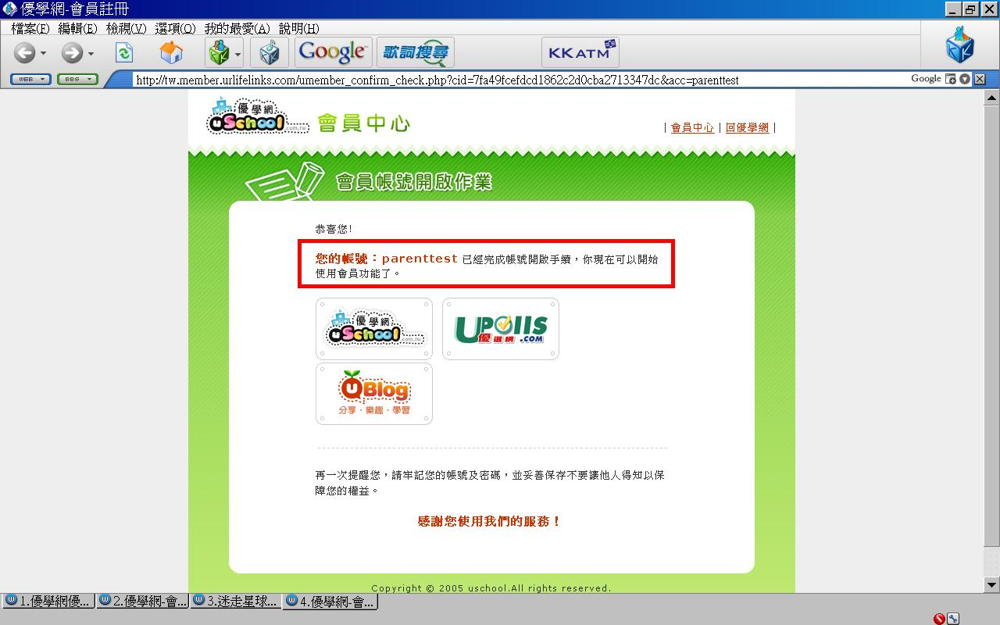 優學網-會員註冊
檔案(F) 編輯(E) 檢視(V) 選項(O) 我的最愛(A) 說明(H)
Google 歌詞搜尋 KKATM KK
WEB BBS http://tw.member.urlifelinks.com/umember_confirm_check.php?cid=7fa49fcefdcd1862c2d0cba2713347dc&acc=parenttest Google
優學網
uSchool.com.tw 會員中心
| 會員中心 | 回優學網 |
會員帳號開啟作業
恭喜您!
您的帳號：parenttest 已經完成帳號開啟手續，你現在可以開始
使用會員功能了。
優學網
uSchool.com.tw
UPOllS
優選網.COM
uBlog
分享‧樂趣‧學習
再一次提醒您，請牢記您的帳號及密碼，並妥善保存不要讓他人得知以保
障您的權益。
感謝您使用我們的服務！
Copyright © 2005 uschool.All rights reserved.
1.優學網優... 2.優學網-會... 3.迷走星球... 4.優學網-會...